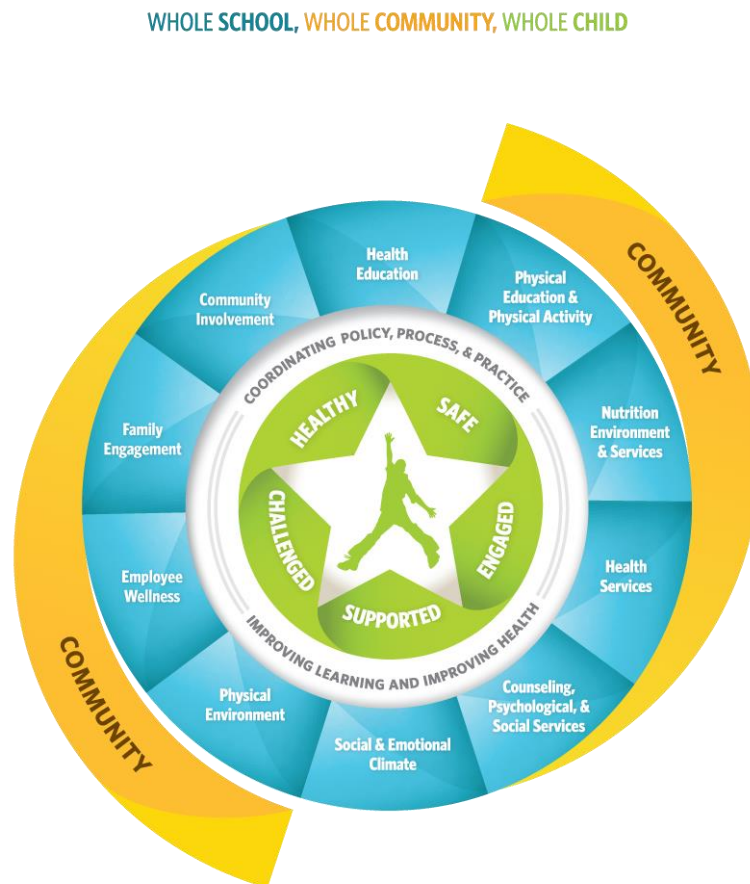 WHOLE SCHOOL, WHOLE COMMUNITY, WHOLE CHILD
COMMUNITY
Health
Education
Physical
Education &
Physical Activity
Nutrition
Environment
& Services
Health
Services
Counseling,
Psychological, &
Social Services
Social & Emotional
Climate
Physical
Environment
Employee
Wellness
Family
Engagement
Community
Involvement
COORDINATING POLICY, PROCESS, & PRACTICE
IMPROVING LEARNING AND IMPROVING HEALTH
HEALTHY
SAFE
ENGAGED
SUPPORTED
CHALLENGED
COMMUNITY